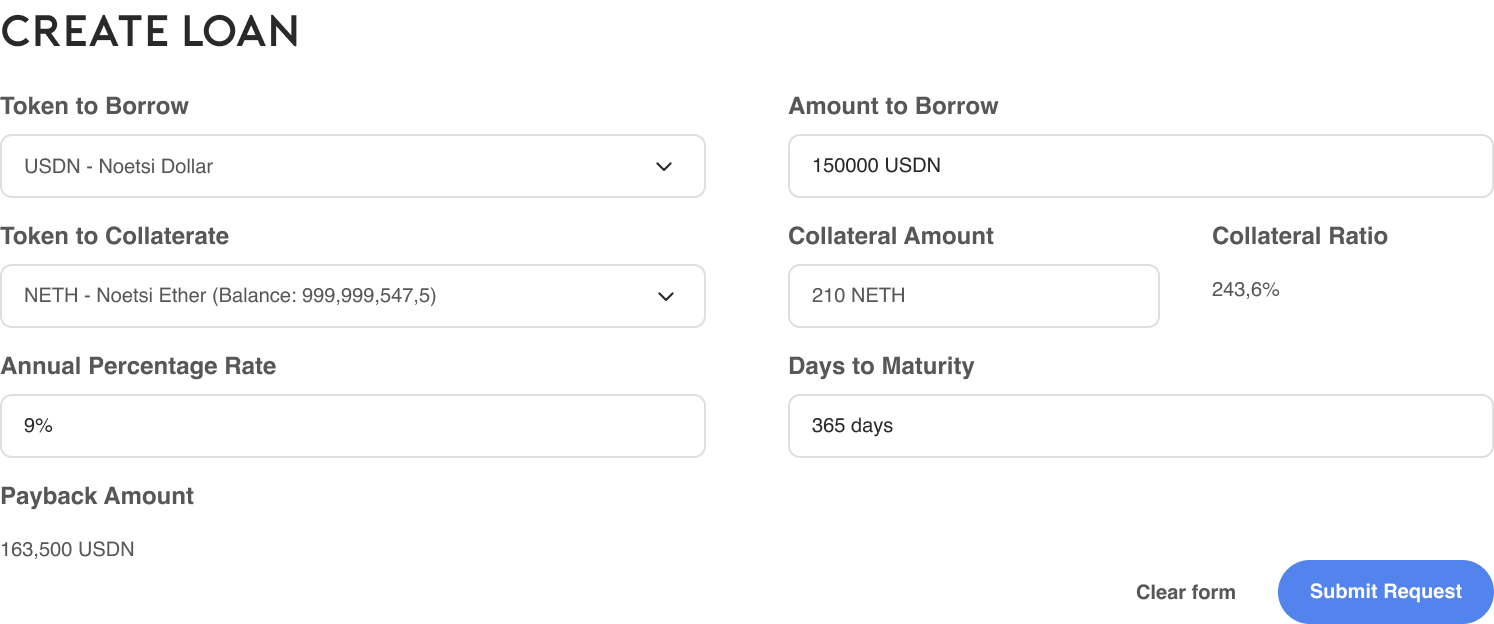 CREATE LOAN
Token to Borrow
Amount to Borrow
USDN - Noetsi Dollar
150000 USDN
Token to Collaterate
Collateral Amount
Collateral Ratio
NETH - Noetsi Ether (Balance: 999,999,547,5)
210 NETH
243,6%
Annual Percentage Rate
Days to Maturity
9%
365 days
Payback Amount
163,500 USDN
Clear form
Submit Request